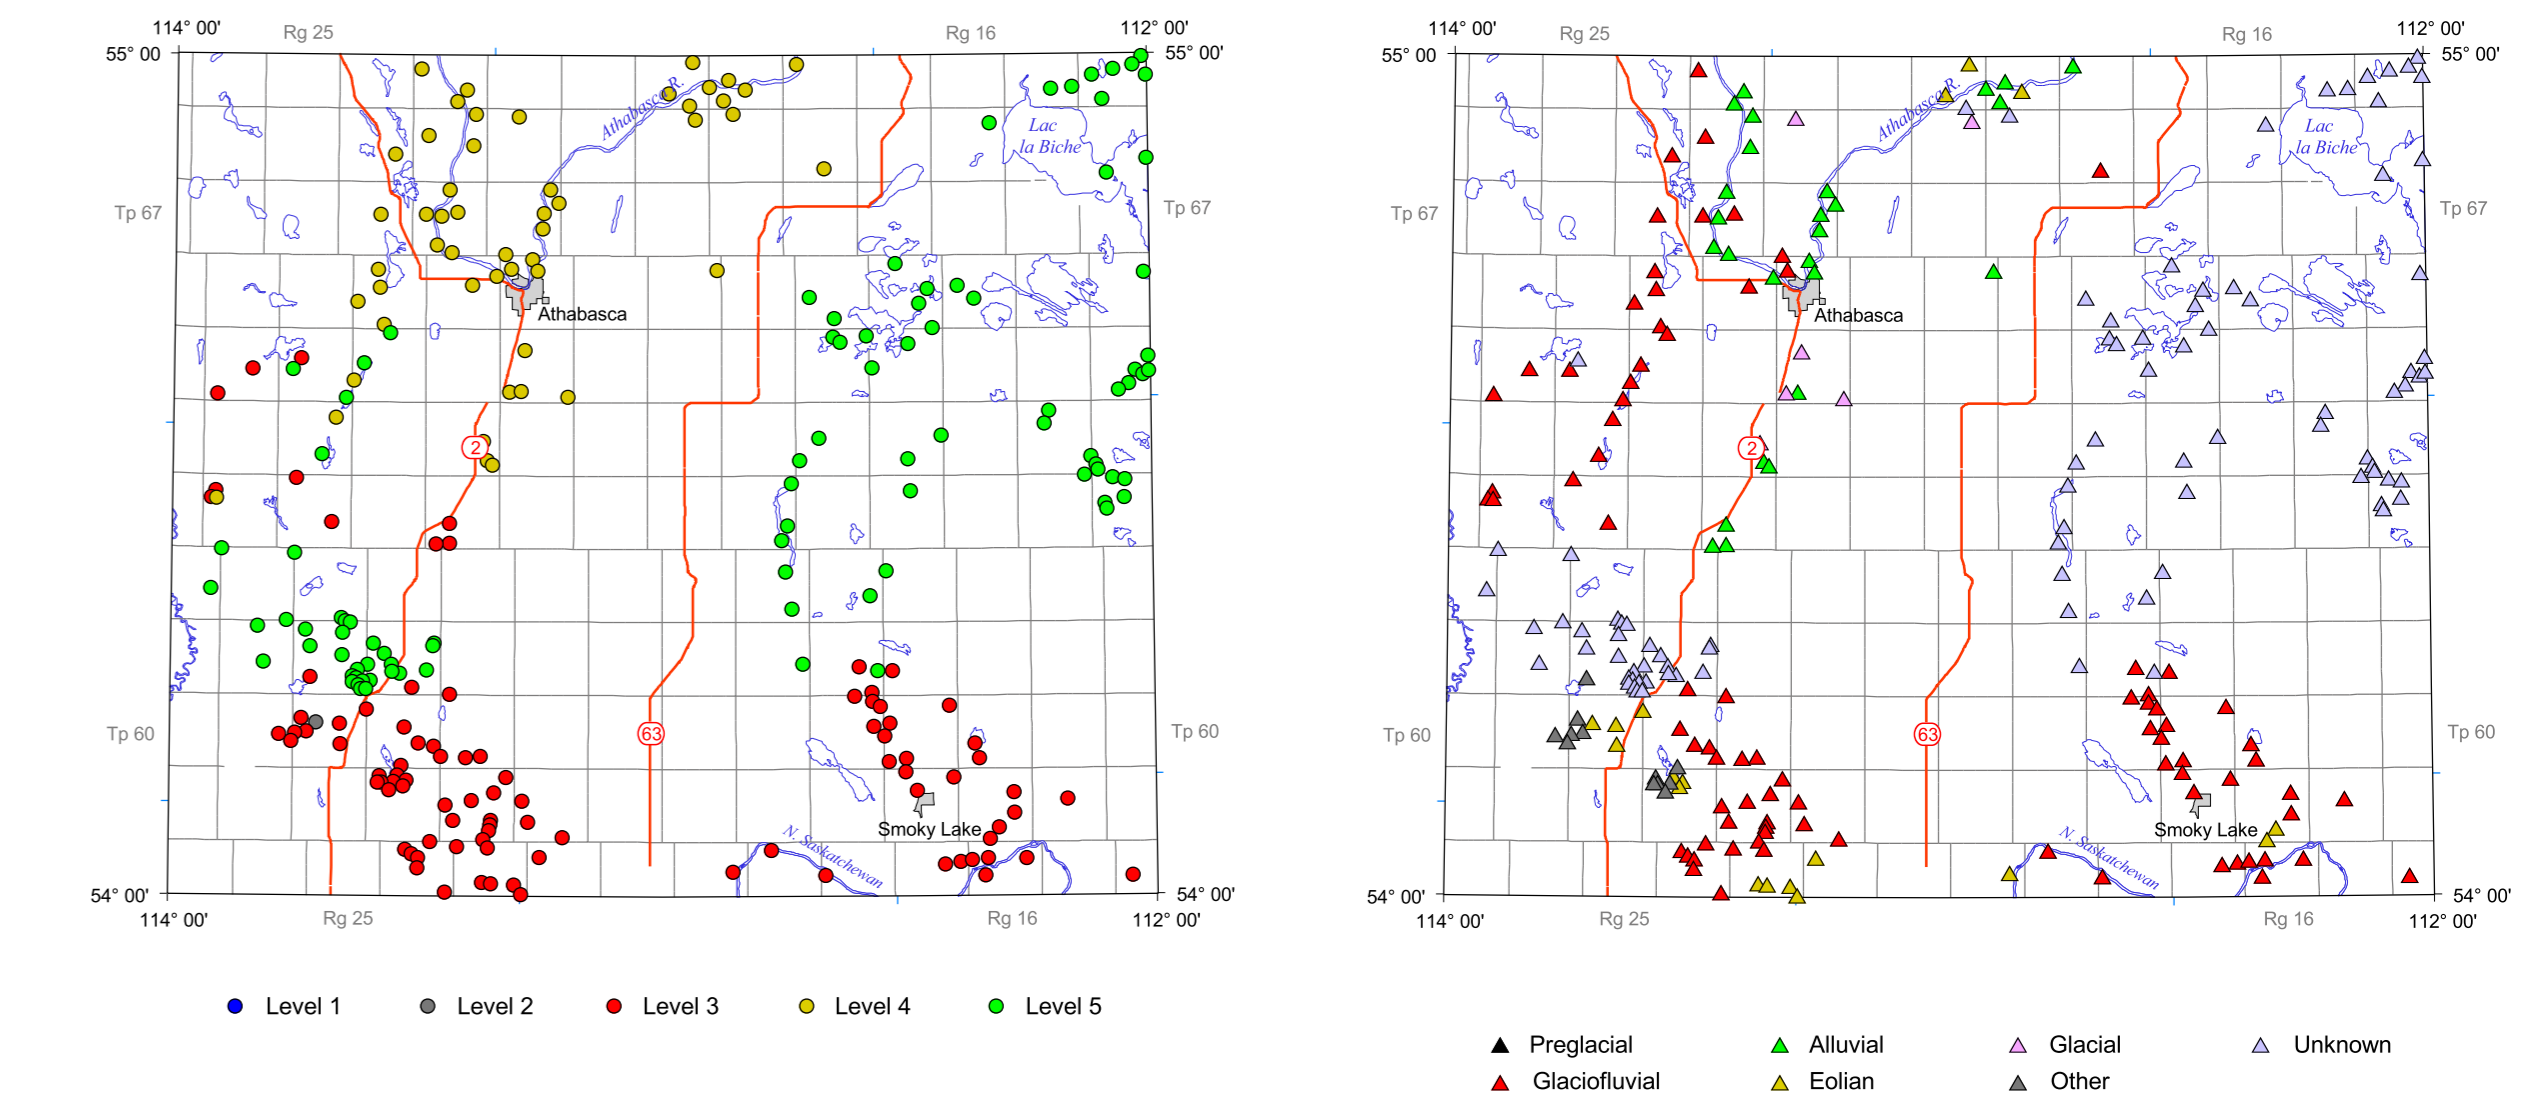 114° 00'
Rg 25
Rg 16
112° 00'
55° 00
55° 00'
Athabasca R.
Lac
la Biche
Tp 67
Tp 67
Athabasca
2
Tp 60
63
Tp 60
Smoky Lake
N. Saskatchewan
54° 00'
54° 00'
114° 00'
Rg 25
Rg 16
112° 00'
Level 1
Level 2
Level 3
Level 4
Level 5
114° 00'
Rg 25
Rg 16
112° 00'
55° 00
55° 00'
Athabasca R.
Lac
la Biche
Tp 67
Tp 67
Athabasca
2
Tp 60
63
Tp 60
Smoky Lake
N. Saskatchewan
54° 00'
54° 00'
114° 00'
Rg 25
Rg 16
112° 00'
Preglacial
Alluvial
Glacial
Unknown
Glaciofluvial
Eolian
Other